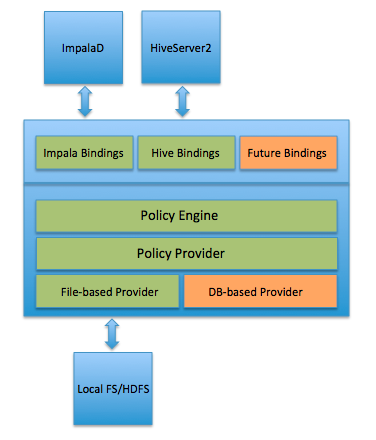 ImpalaD
HiveServer2
Impala Bindings
Hive Bindings
Future Bindings
Policy Engine
Policy Provider
File-based Provider
DB-based Provider
Local FS/HDFS